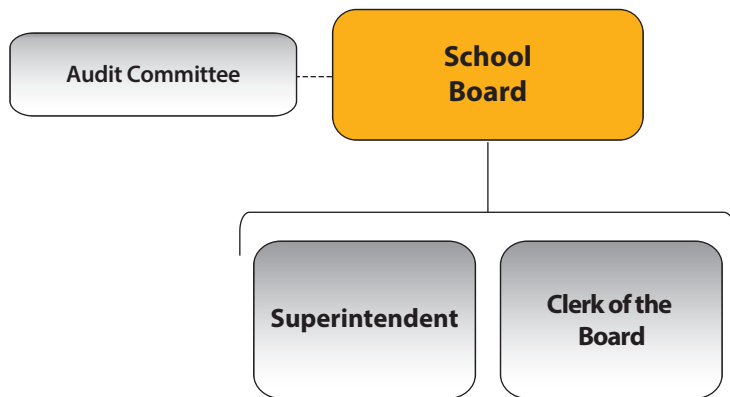 Audit Committee
School
Board
Superintendent
Clerk of the
Board